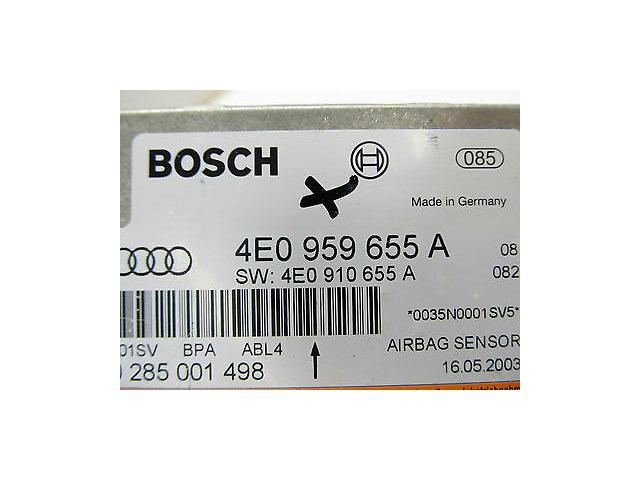 BOSCH
085
Made in Germany
4E0 959 655 A 08
SW: 4E0 910 655 A 082
*0035N0001SV5*
01SV BPA ABL4
AIRBAG SENSOR
285 001 498
16.05.2003